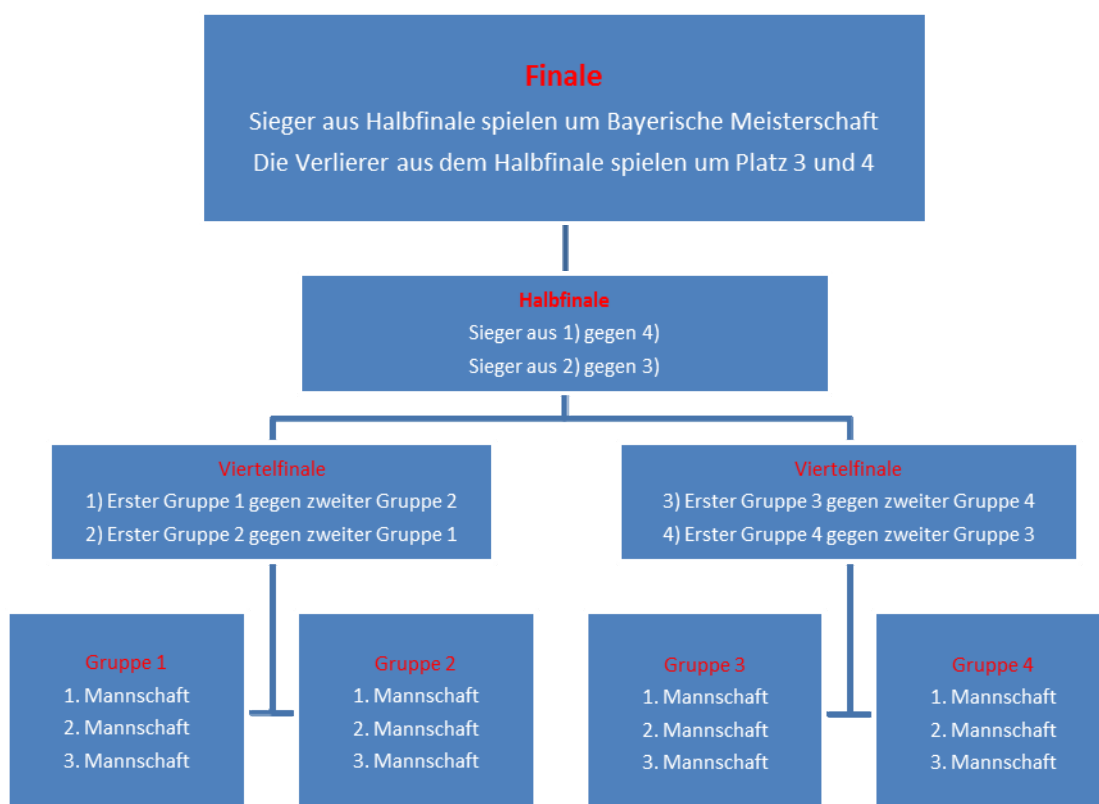 Finale
Sieger aus Halbfinale spielen um Bayerische Meisterschaft
Die Verlierer aus dem Halbfinale spielen um Platz 3 und 4
Halbfinale
Sieger aus 1) gegen 4)
Sieger aus 2) gegen 3)
Viertelfinale
1) Erster Gruppe 1 gegen zweiter Gruppe 2
2) Erster Gruppe 2 gegen zweiter Gruppe 1
Viertelfinale
3) Erster Gruppe 3 gegen zweiter Gruppe 4
4) Erster Gruppe 4 gegen zweiter Gruppe 3
Gruppe 1
1. Mannschaft
2. Mannschaft
3. Mannschaft
Gruppe 2
1. Mannschaft
2. Mannschaft
3. Mannschaft
Gruppe 3
1. Mannschaft
2. Mannschaft
3. Mannschaft
Gruppe 4
1. Mannschaft
2. Mannschaft
3. Mannschaft